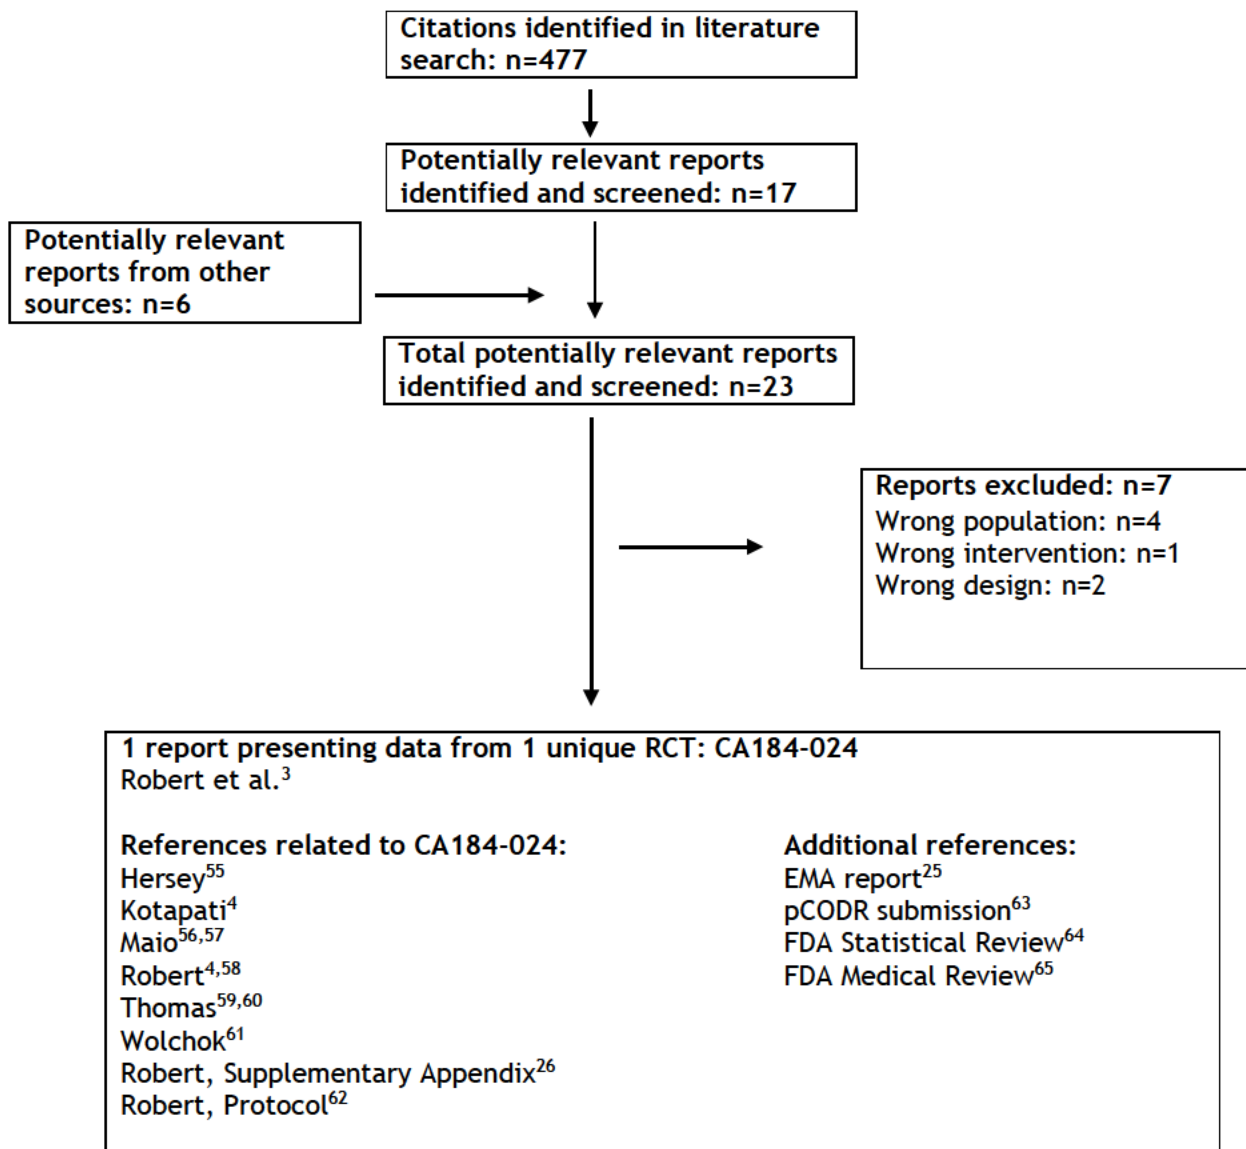 Citations identified in literature
search: n=477
Potentially relevant reports
identified and screened: n=17
Potentially relevant
reports from other
sources: n=6
Total potentially relevant reports
identified and screened: n=23
Reports excluded: n=7
Wrong population: n=4
Wrong intervention: n=1
Wrong design: n=2
1 report presenting data from 1 unique RCT: CA184-024
Robert et al.³
References related to CA184-024:
Hersey⁵⁵
Kotapati⁴
Maio⁵⁶,⁵⁷
Robert⁴,⁵⁸
Thomas⁵⁹,⁶⁰
Wolchok⁶¹
Robert, Supplementary Appendix²⁶
Robert, Protocol⁶²
Additional references:
EMA report²⁵
pCODR submission⁶³
FDA Statistical Review⁶⁴
FDA Medical Review⁶⁵